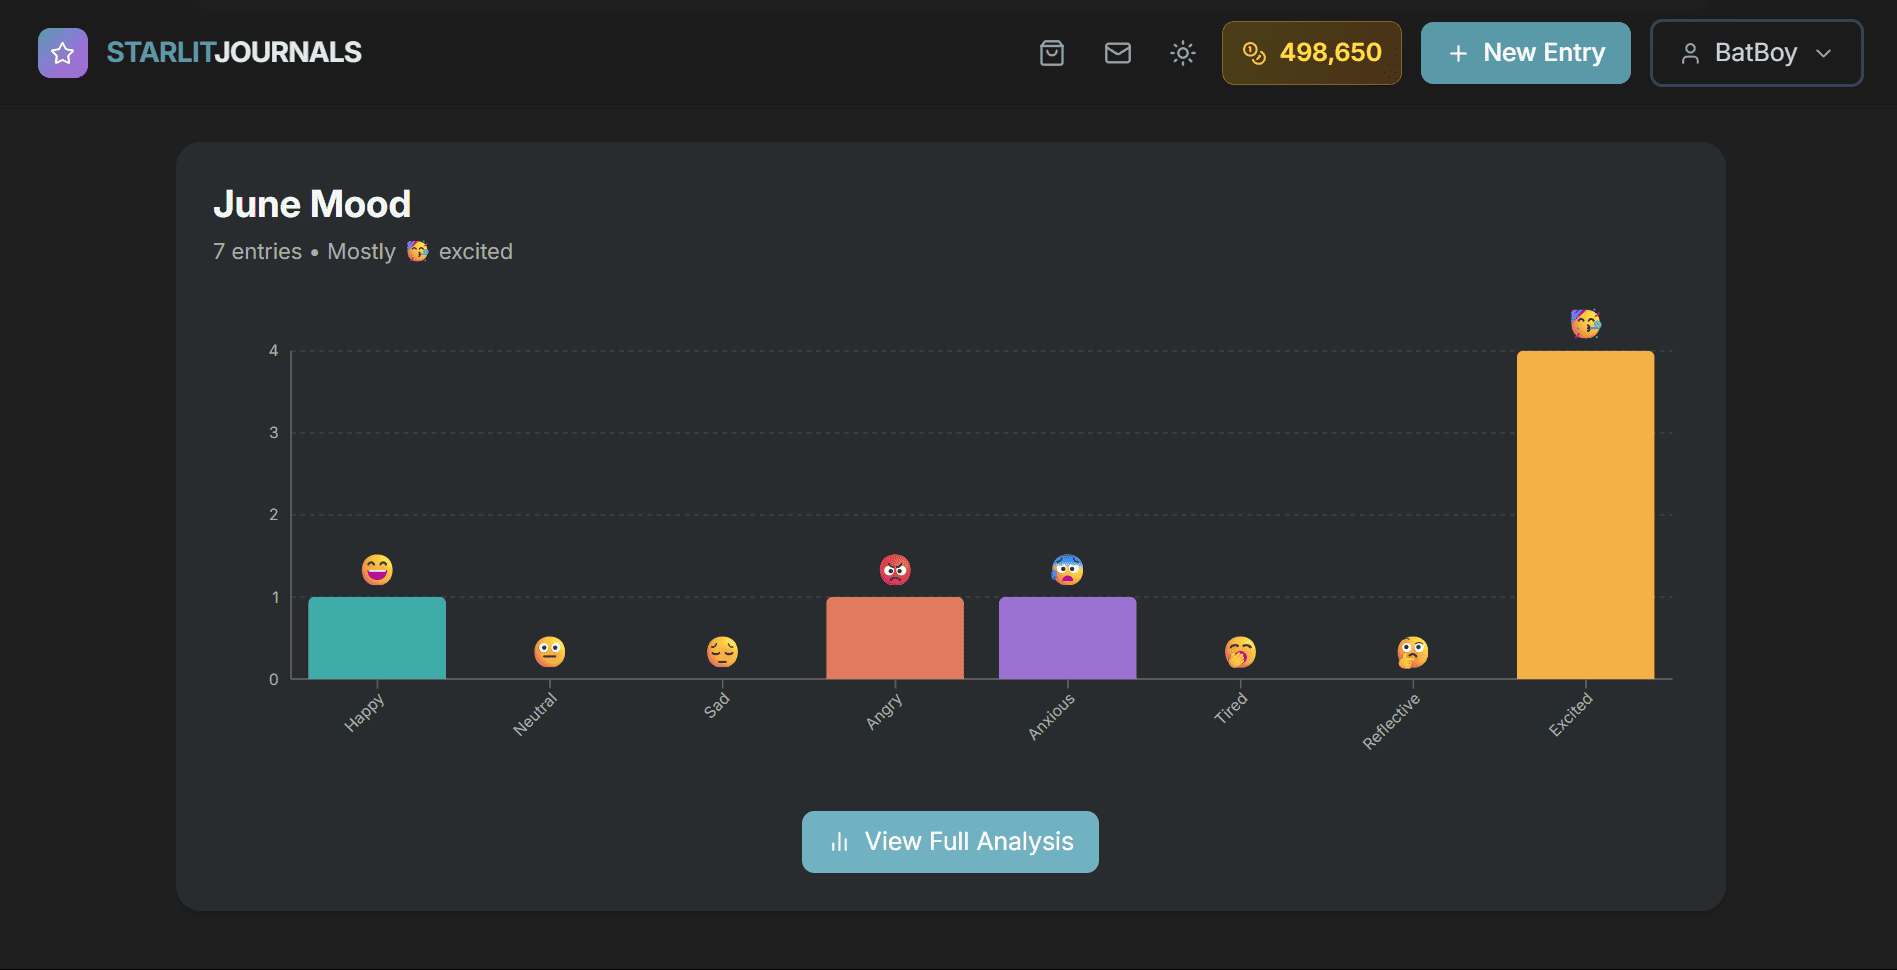 STARLITJOURNALS
498,650
+ New Entry
BatBoy
June Mood
7 entries • Mostly 🥳 excited
4
3
2
1
0
Happy
Neutral
Sad
Angry
Anxious
Tired
Reflective
Excited
View Full Analysis